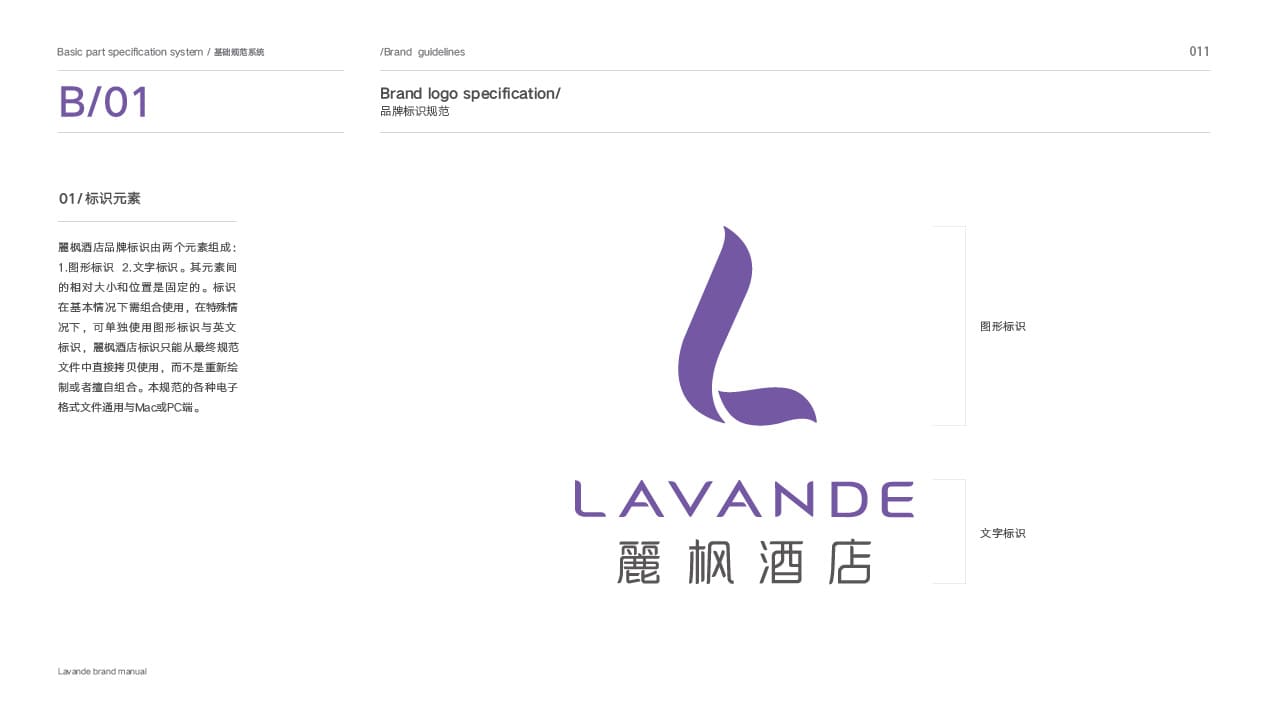 Basic part specification system / 基础规范系统
/Brand guidelines
011
B/01
Brand logo specification/
品牌标识规范
01/标识元素
麗枫酒店品牌标识由两个元素组成：
1.图形标识 2.文字标识。其元素间
的相对大小和位置是固定的。标识
在基本情况下需组合使用，在特殊情
况下，可单独使用图形标识与英文
标识，麗枫酒店标识只能从最终规范
文件中直接拷贝使用，而不是重新绘
制或者擅自组合。本规范的各种电子
格式文件通用与Mac或PC端。
图形标识
LAVANDE
麗枫酒店
文字标识
Lavande brand manual